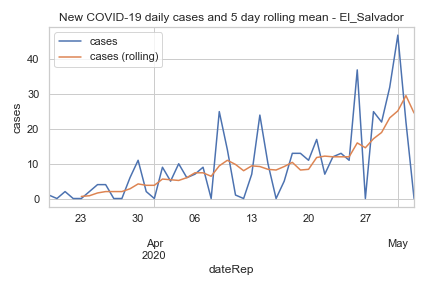 New COVID-19 daily cases and 5 day rolling mean - El_Salvador
cases
cases (rolling)
cases
40
30
20
10
0
23
30
06
13
20
27
Apr
2020
May
dateRep